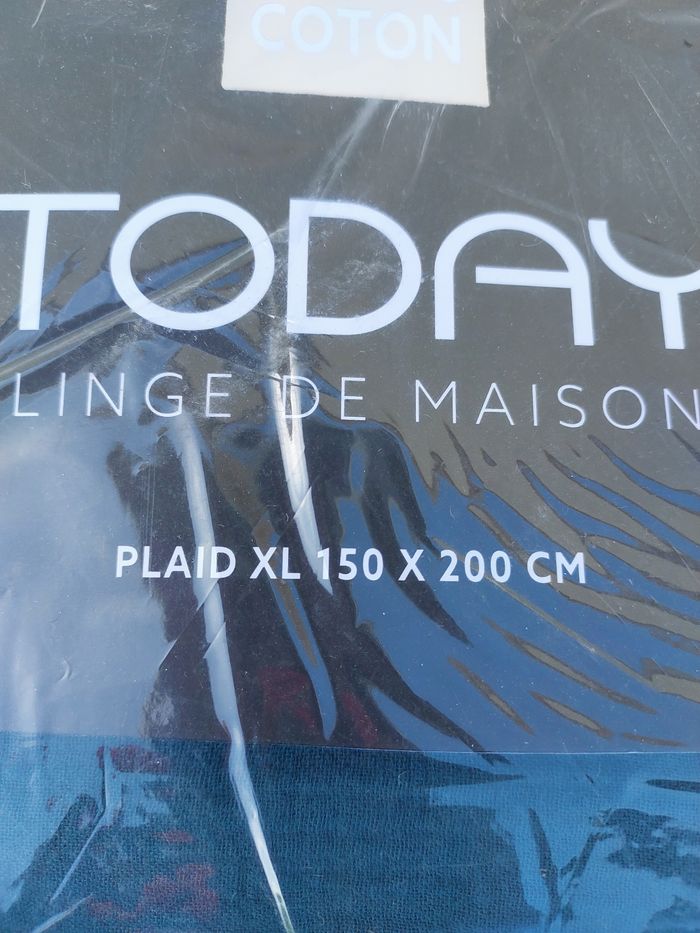 COTON
TODAY
LINGE DE MAISON
PLAID XL 150 X 200 CM